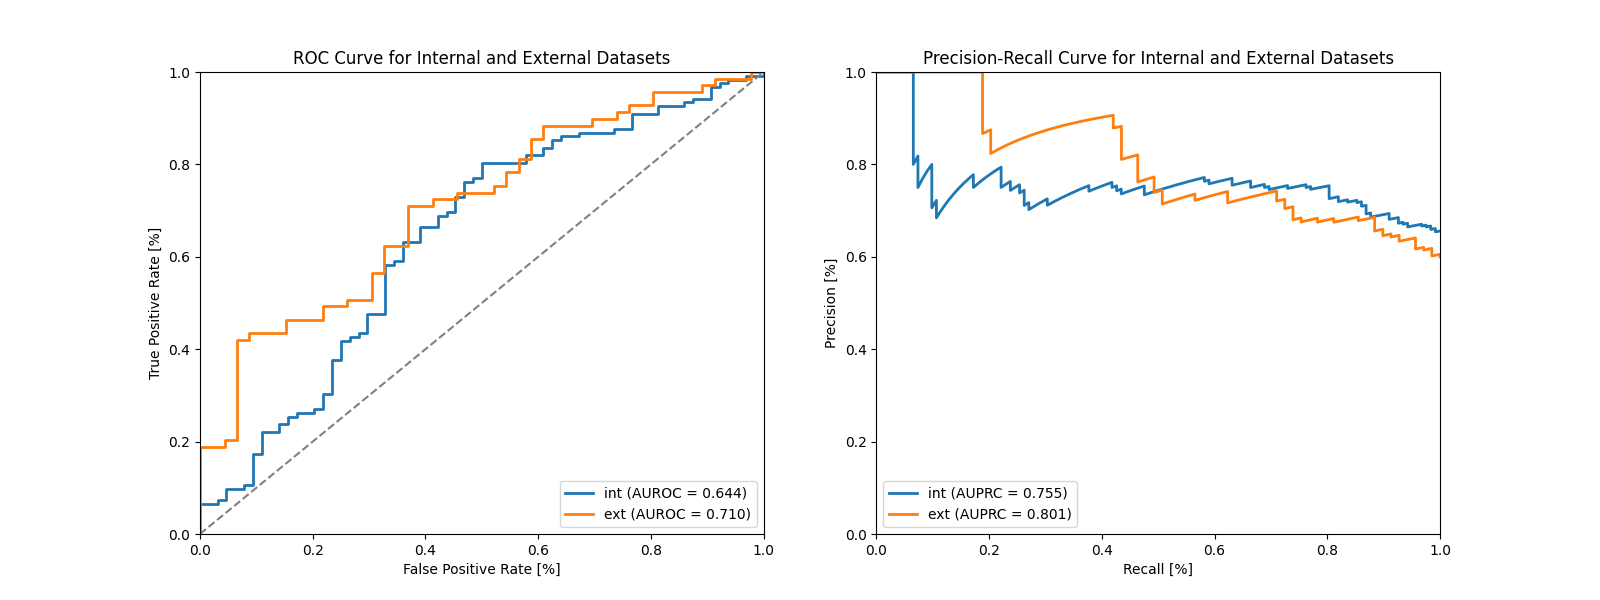 ROC Curve for Internal and External Datasets
1.0
0.8
0.6
0.4
0.2
0.0
True Positive Rate [%]
0.0 0.2 0.4 0.6 0.8 1.0
False Positive Rate [%]
int (AUROC = 0.644)
ext (AUROC = 0.710)
Precision-Recall Curve for Internal and External Datasets
1.0
0.8
0.6
0.4
0.2
0.0
Precision [%]
0.0 0.2 0.4 0.6 0.8 1.0
Recall [%]
int (AUPRC = 0.755)
ext (AUPRC = 0.801)